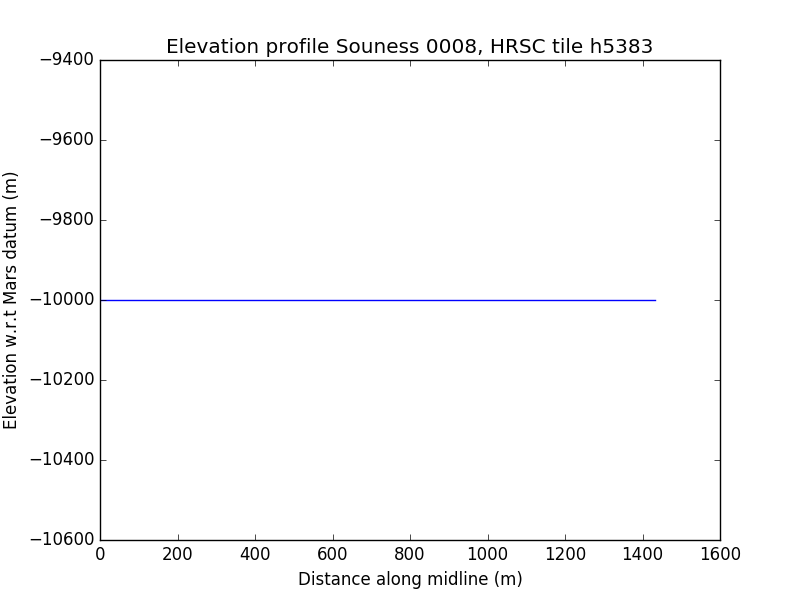 Elevation profile Souness 0008, HRSC tile h5383
−9400
−9600
−9800
−10000
−10200
−10400
−10600
Elevation w.r.t Mars datum (m)
0 200 400 600 800 1000 1200 1400 1600
Distance along midline (m)